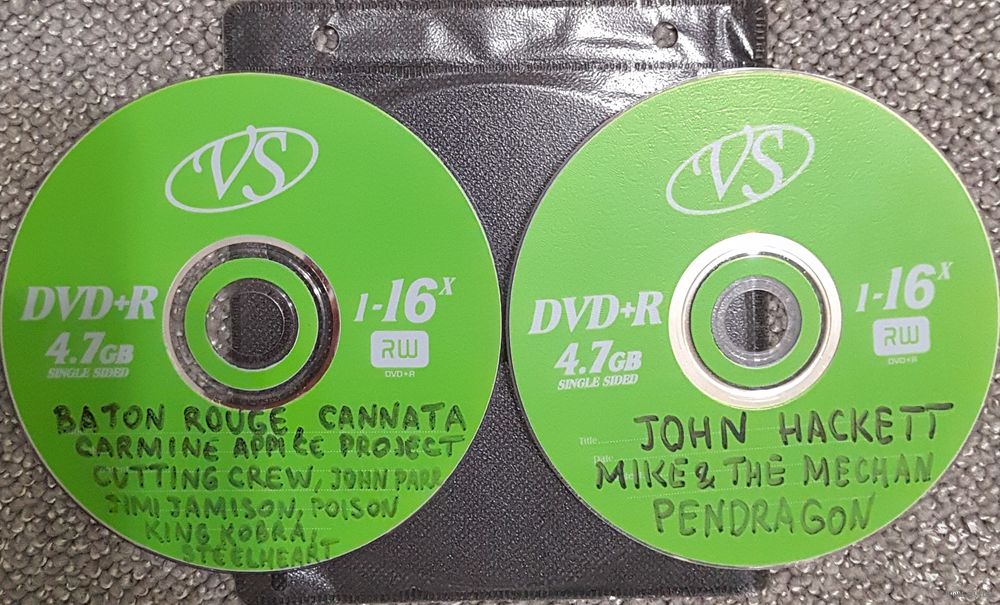 VS
DVD+R
4.7GB
SINGLE SIDED
1-16X
RW
DVD+R
BATON ROUGE, CANNATA
CARMINE APPICE PROJECT
CUTTING CREW, JOHN PARR
JIMI JAMISON, POISON
KING KOBRA,
STEELHEART
VS
DVD+R
4.7GB
SINGLE SIDED
1-16X
RW
DVD+R
Title
JOHN HACKETT
Date
MIKE & THE MECHAN
PENDRAGON